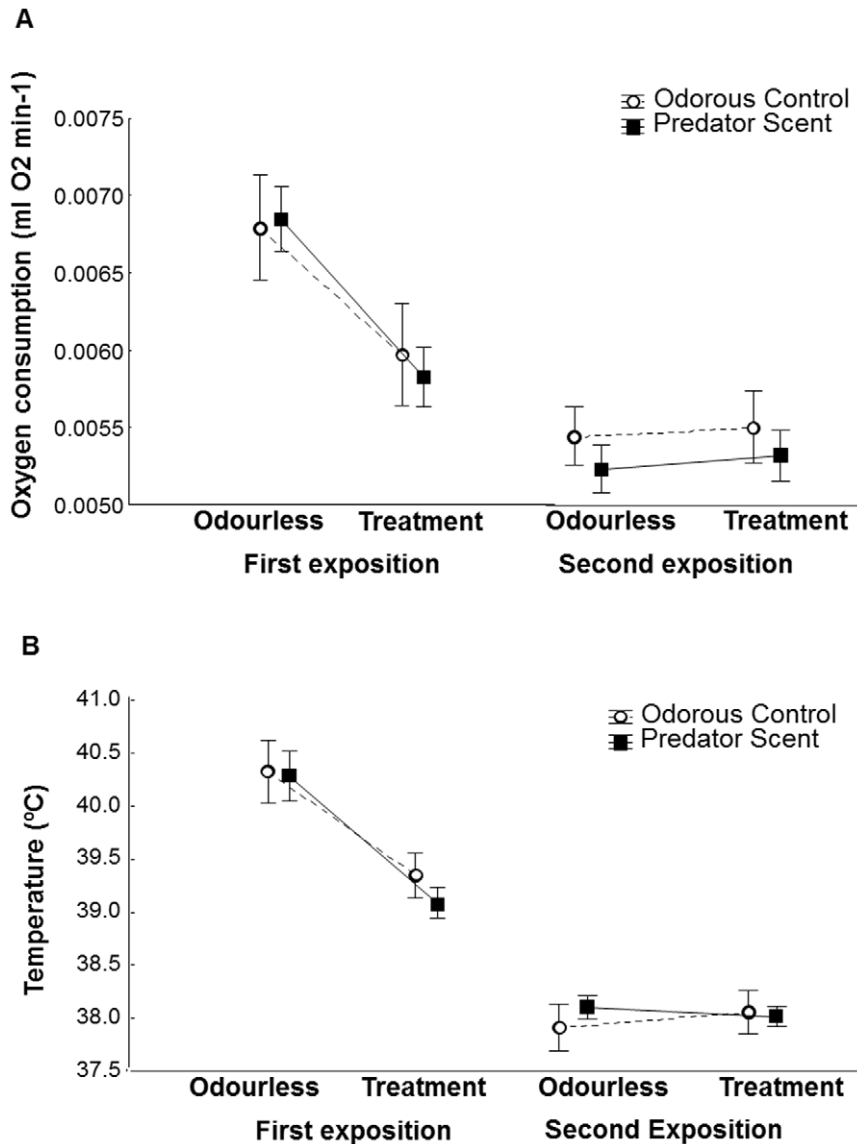 A
Oxygen consumption (ml O2 min-1)
Odorous Control
Predator Scent
0.0075
0.0070
0.0065
0.0060
0.0055
0.0050
Odourless Treatment Odourless Treatment
First exposition Second exposition
B
Temperature (ºC)
Odorous Control
Predator Scent
41.0
40.5
40.0
39.5
39.0
38.5
38.0
37.5
Odourless Treatment Odourless Treatment
First exposition Second Exposition